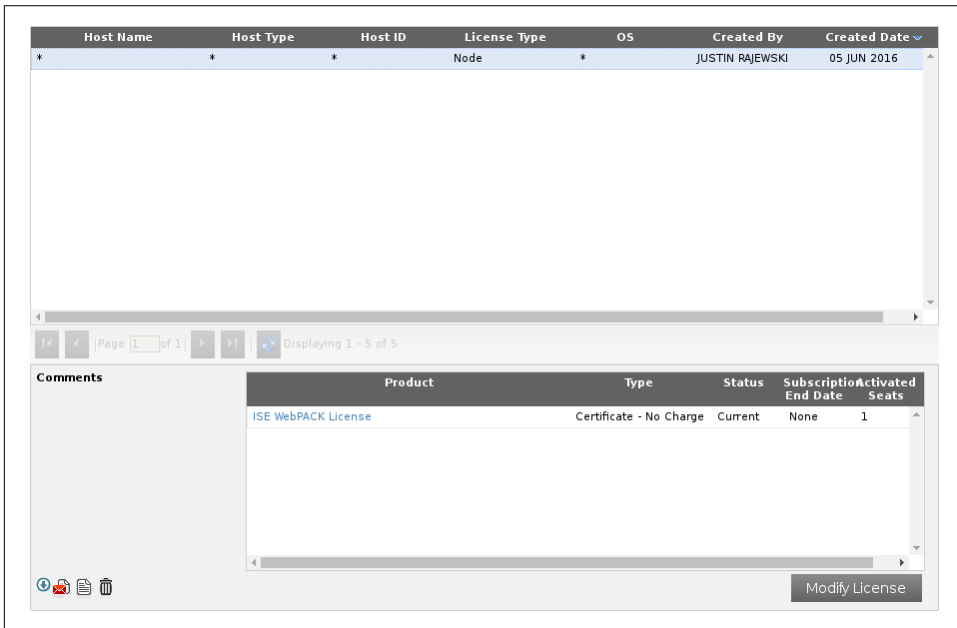 Host Name Host Type Host ID License Type OS Created By Created Date
* * * Node * JUSTIN RAJEWSKI 05 JUN 2016
|Page 1 of 1| | Displaying 1 - 5 of 5
Comments
Product Type Status Subscription Activated
End Date Seats
ISE WebPACK License Certificate - No Charge Current None 1
Modify License